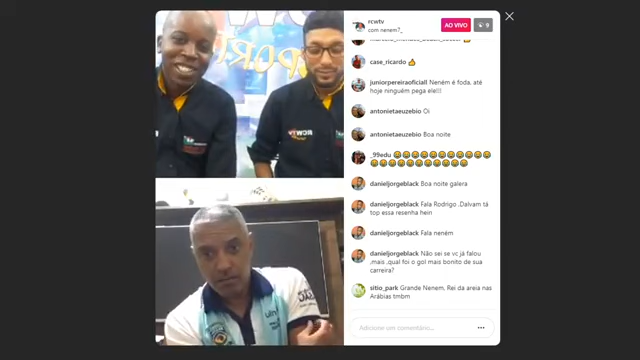 rcwtv
com nenem?_
AO VIVO
9
case_ricardo
juniorpereiraoficiall Neném é foda, até
hoje ninguém pega ele!!!
antonietaeuzebio Oi
antonietaeuzebio Boa noite
_99edu
danieljorgeblack Boa noite galera
danieljorgeblack Fala Rodrigo ,Dalvam tá
top essa resenha hein
danieljorgeblack Fala neném
danieljorgeblack Não sei se vc já falou
,mais ,qual foi o gol mais bonito de sua
carreira?
sitio_park Grande Nenem, Rei da areia nas
Arábias tmbm
Adicione um comentário...
RCWTV